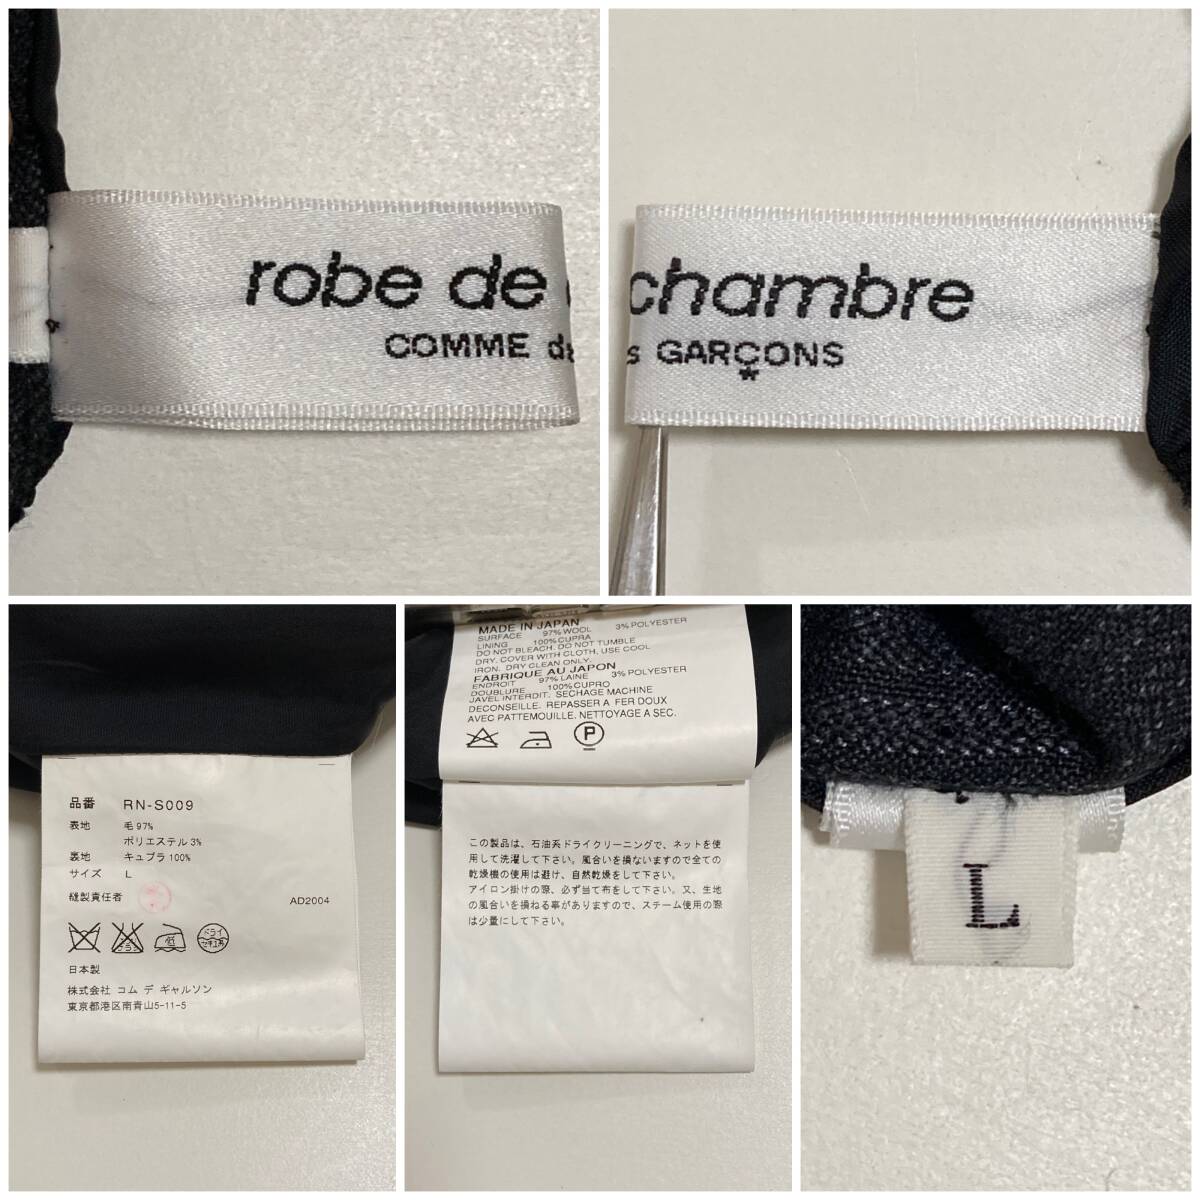 robe de
COMME de
chambre
s GARÇONS
*
品番 RN-S009
表地 毛 97%
ポリエステル 3%
裏地 キュプラ 100%
サイズ L
縫製責任者
AD2004
ドライ
セキユ系
日本製
株式会社 コム デ ギャルソン
東京都港区南青山5-11-5
MADE IN JAPAN
SURFACE 97% WOOL 3% POLYESTER
LINING 100% CUPRA
DO NOT BLEACH. DO NOT TUMBLE
DRY. COVER WITH CLOTH, USE COOL
IRON. DRY CLEAN ONLY.
FABRIQUE AU JAPON
ENDROIT 97% LAINE 3% POLYESTER
DOUBLURE 100% CUPRO
JAVEL INTERDIT. SECHAGE MACHINE
DECONSEILLE. REPASSER A FER DOUX
AVEC PATTEMOUILLE. NETTOYAGE A SEC.
P
この製品は、石油系ドライクリーニングで、ネットを使
用して洗濯して下さい。風合いを損ないますので全ての
乾燥機の使用は避け、自然乾燥をして下さい。
アイロン掛けの際、必ず当て布をして下さい。又、生地
の風合いを損ねる事がありますので、スチーム使用の際
は少量にして下さい。
L